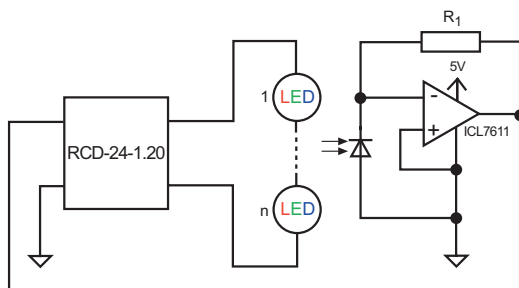 R1
5V
1 LED
-
+
ICL7611
RCD-24-1.20
n LED